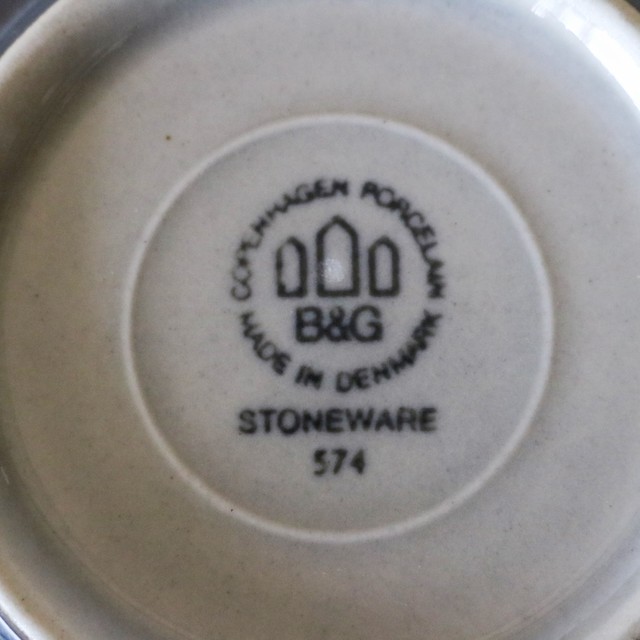 COPENHAGEN PORCELAIN
B&G
MADE IN DENMARK
STONEWARE
574